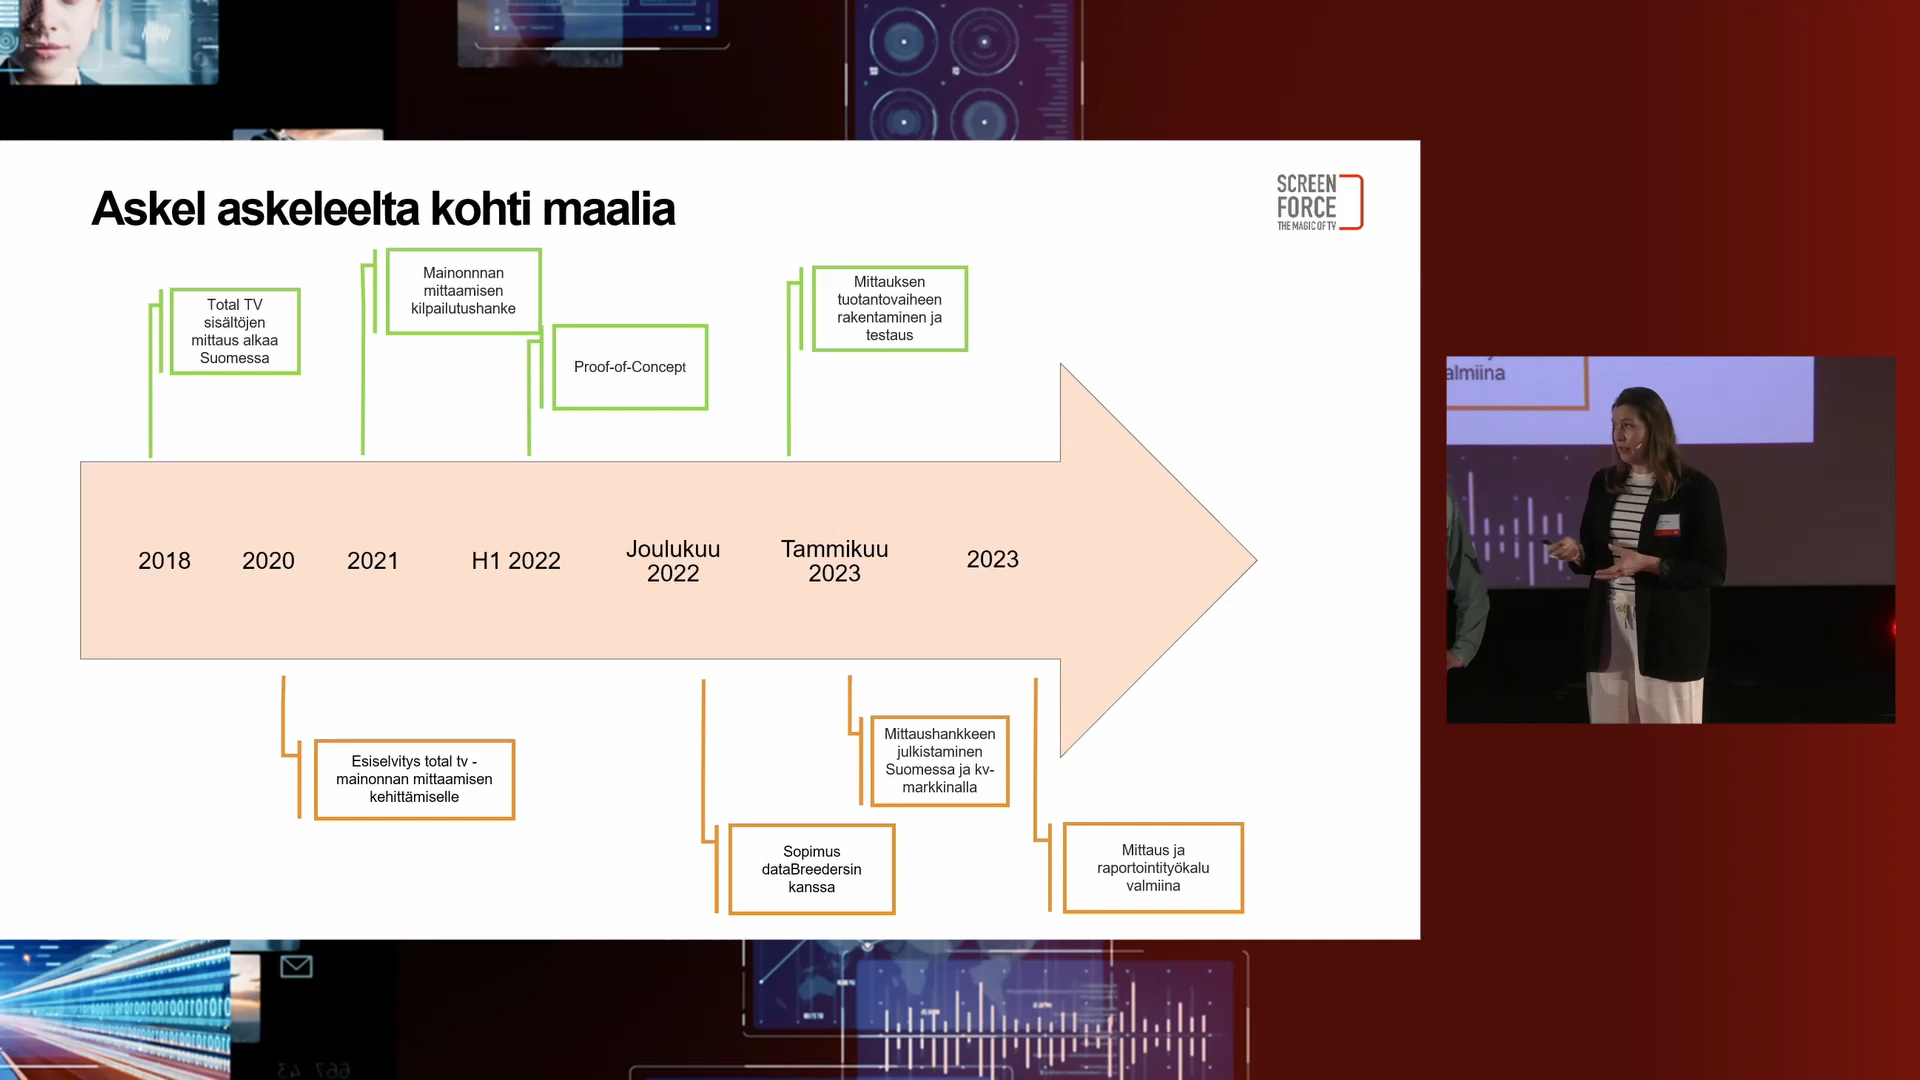 Askel askeleelta kohti maalia
SCREEN
FORCE
THE MAGIC OF TV
Total TV
sisältöjen
mittaus alkaa
Suomessa
Mainonnnan
mittaamisen
kilpailutushanke
Proof-of-Concept
Mittauksen
tuotantovaiheen
rakentaminen ja
testaus
2018
2020
2021
H1 2022
Joulukuu
2022
Tammikuu
2023
2023
Esiselvitys total tv -
mainonnan mittaamisen
kehittämiselle
Sopimus
dataBreedersin
kanssa
Mittaushankkeen
julkistaminen
Suomessa ja kv-
markkinalla
Mittaus ja
raportointityökalu
valmiina
almiina